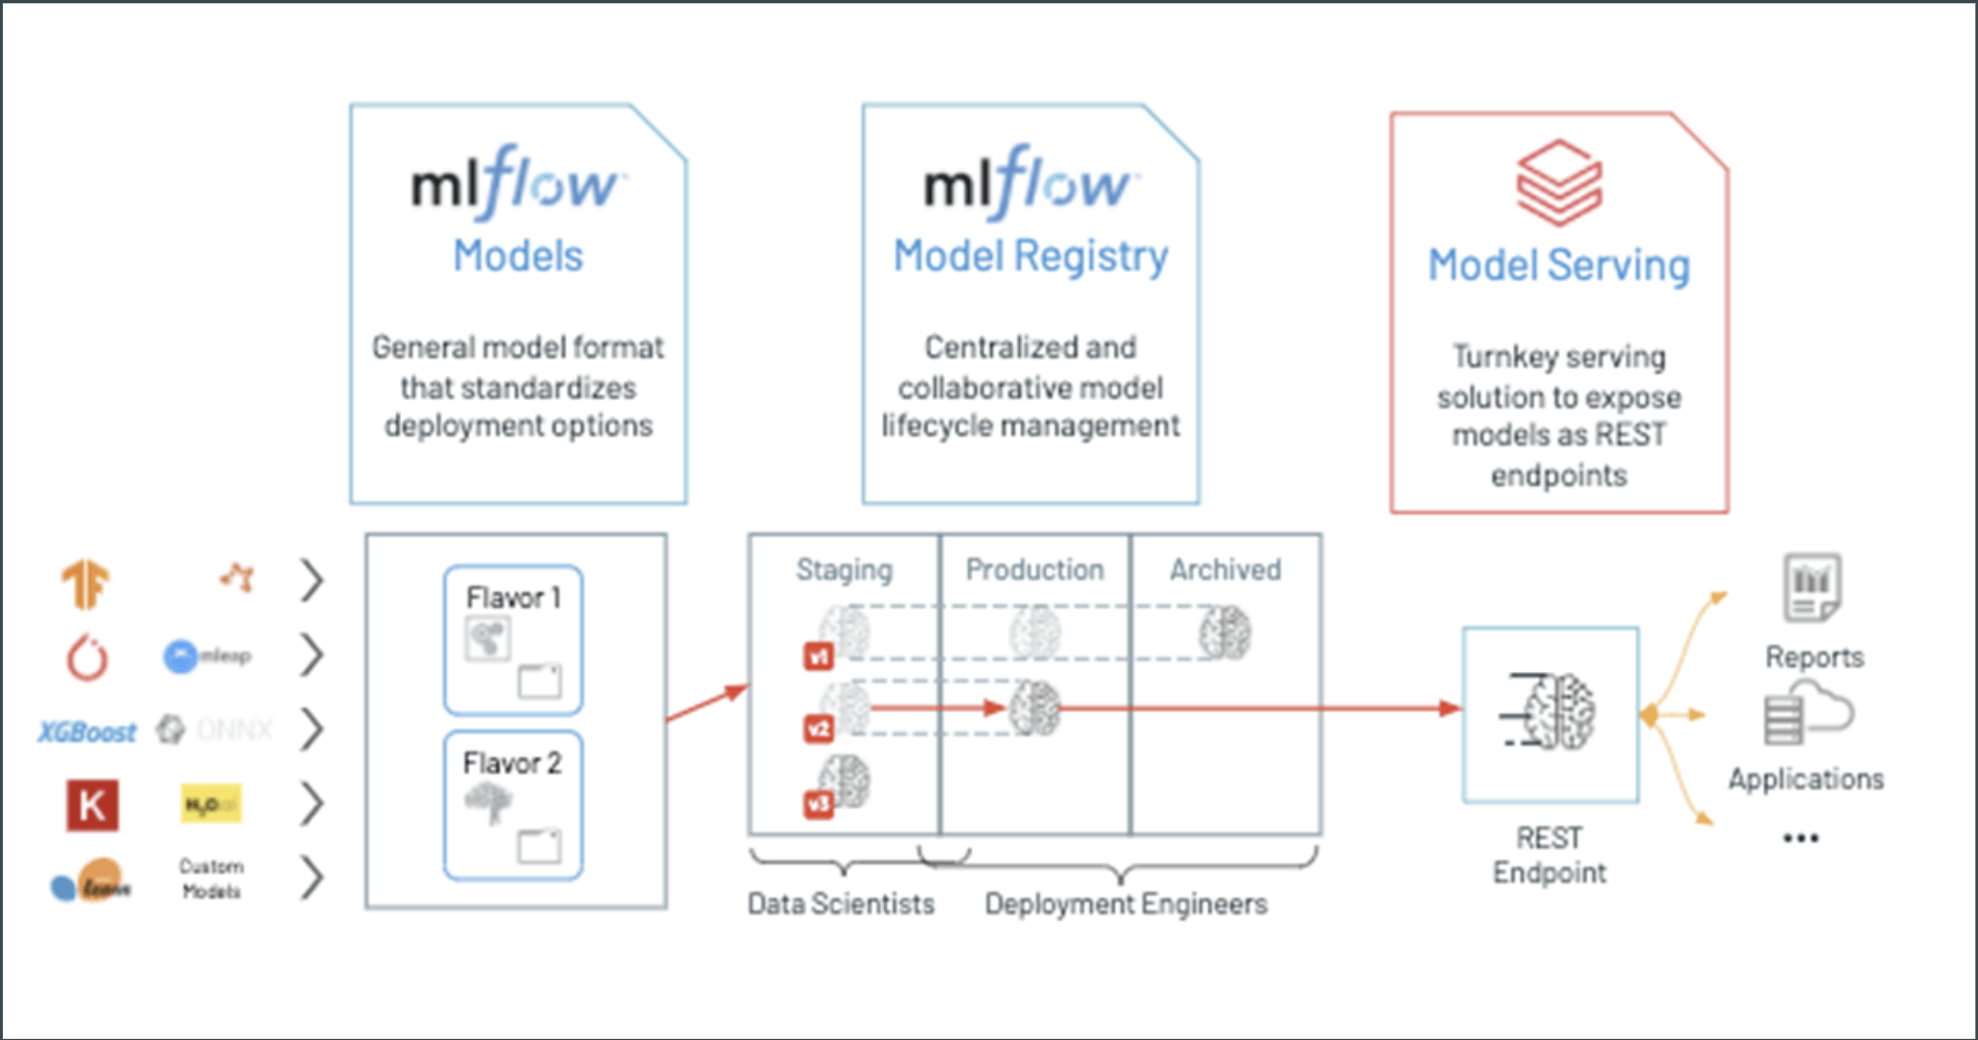 mlflow
Models
General model format
that standardizes
deployment options
mlflow
Model Registry
Centralized and
collaborative model
lifecycle management
Model Serving
Turnkey serving
solution to expose
models as REST
endpoints
mleap
XGBoost
ONNX
K
H2O.ai
learn
Custom
Models
Flavor 1
Flavor 2
Staging
Production
Archived
v1
v2
v3
Data Scientists
Deployment Engineers
REST
Endpoint
Reports
Applications
...